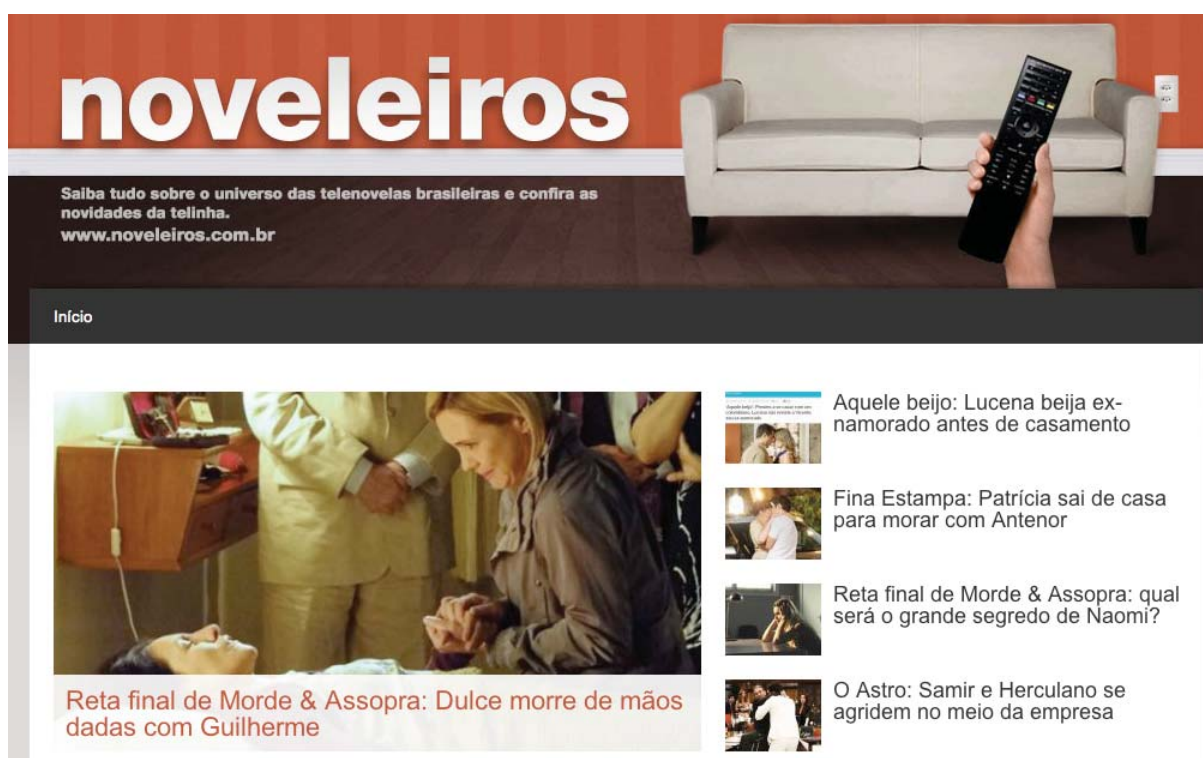 noveleiros
Saiba tudo sobre o universo das telenovelas brasileiras e confira as
novidades da telinha.
www.noveleiros.com.br
Início
Reta final de Morde & Assopra: Dulce morre de mãos
dadas com Guilherme
Aquele beijo: Lucena beija ex-
namorado antes de casamento
Fina Estampa: Patrícia sai de casa
para morar com Antenor
Reta final de Morde & Assopra: qual
será o grande segredo de Naomi?
O Astro: Samir e Herculano se
agridem no meio da empresa